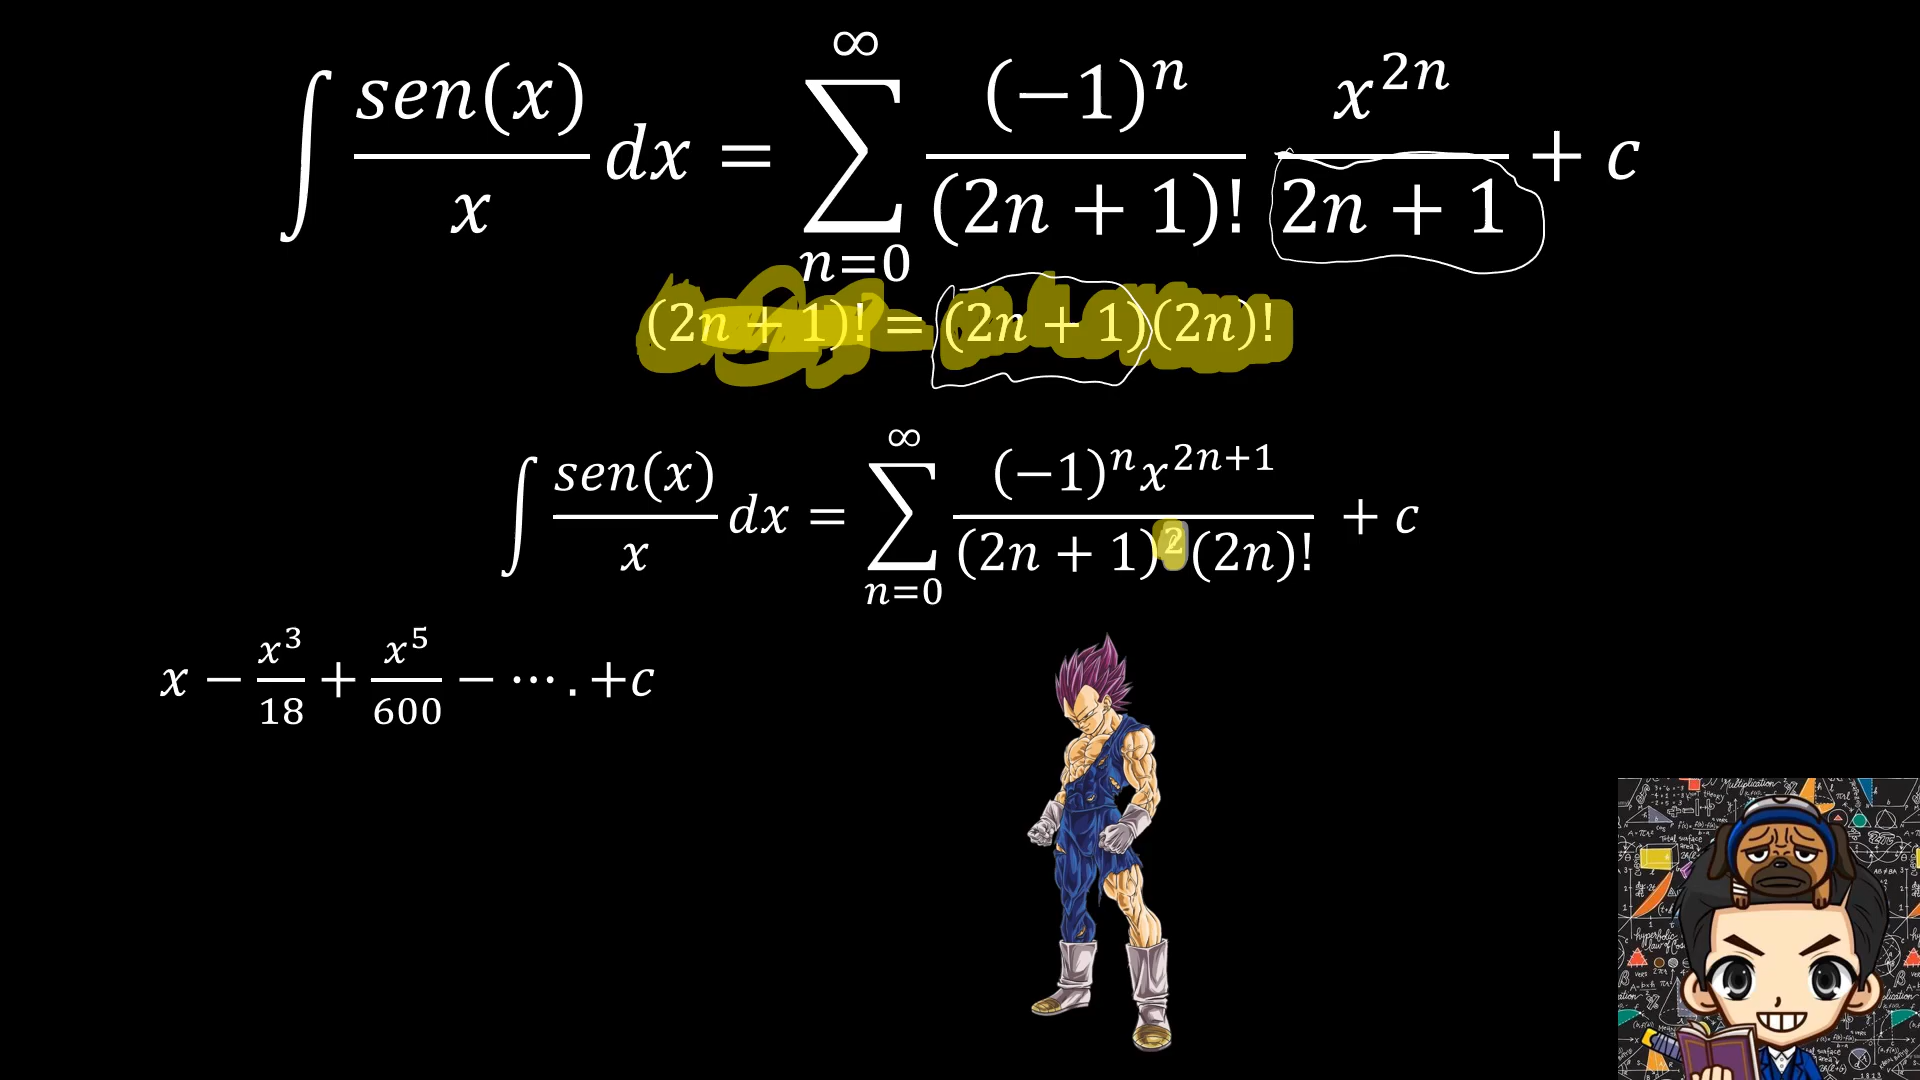 ∫ sen(x)/x dx = ∑_{n=0}^{∞} (−1)^n/(2n + 1)! x^{2n}/(2n + 1) + c
(2n + 1)! = (2n + 1)(2n)!
∫ sen(x)/x dx = ∑_{n=0}^{∞} (−1)^n x^{2n+1}/((2n + 1)^2 (2n)!) + c
x − x^3/18 + x^5/600 − ⋯ . +c
Multiplication